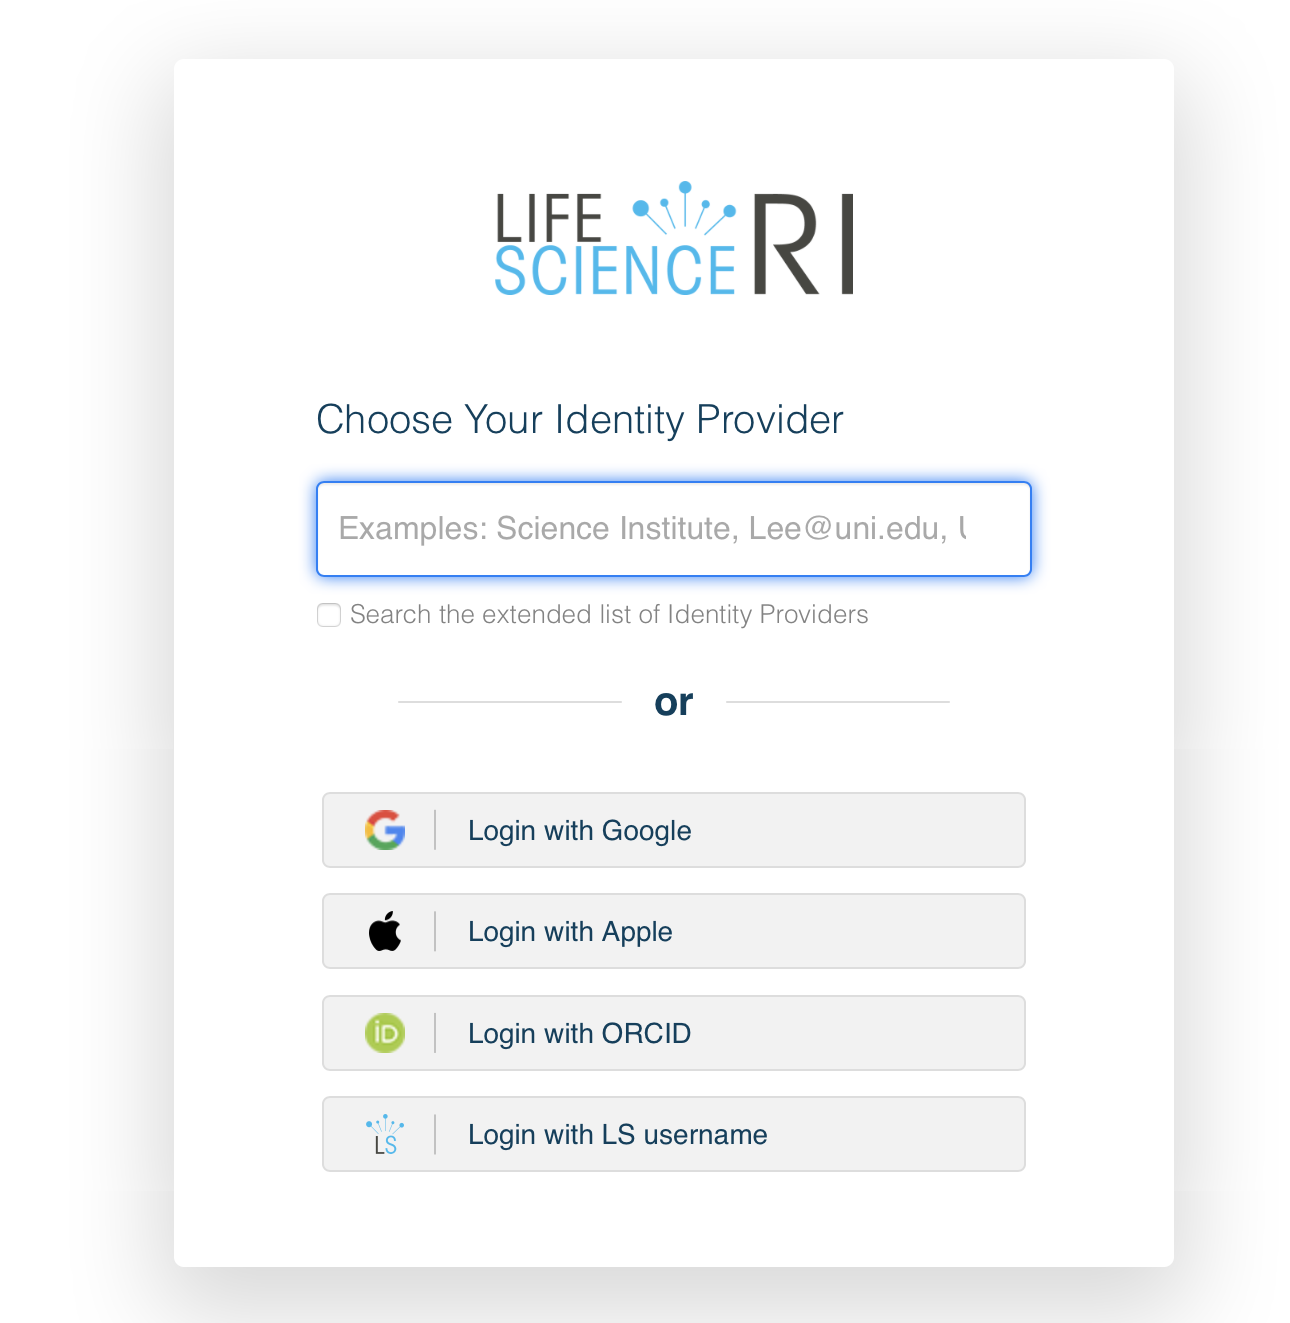 LIFE
SCIENCE RI
Choose Your Identity Provider
Examples: Science Institute, Lee@uni.edu,
Search the extended list of Identity Providers
or
Login with Google
Login with Apple
iD
Login with ORCID
LS
Login with LS username